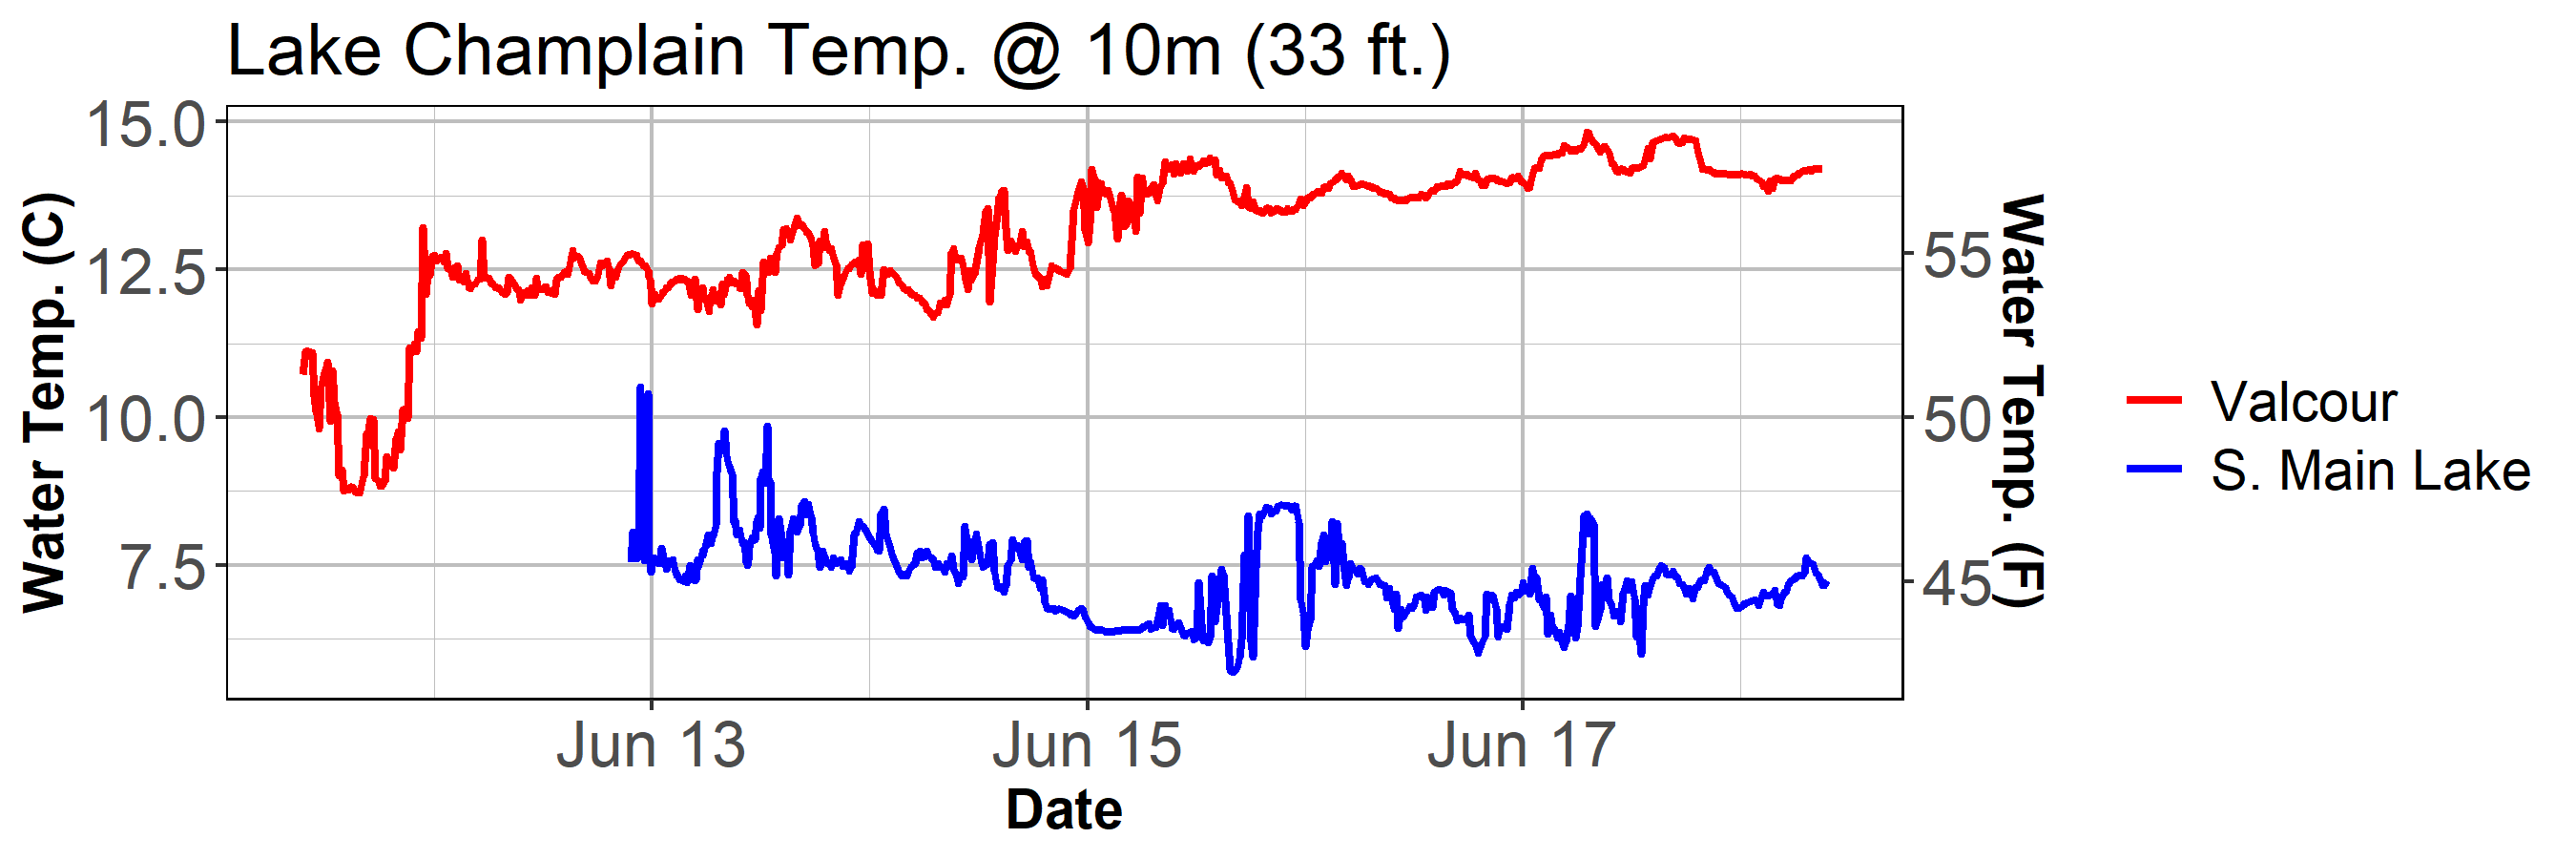 Lake Champlain Temp. @ 10m (33 ft.)
Water Temp. (C)
15.0
12.5
10.0
7.5
55
50
45
Water Temp. (F)
Jun 13
Jun 15
Jun 17
Date
Valcour
S. Main Lake